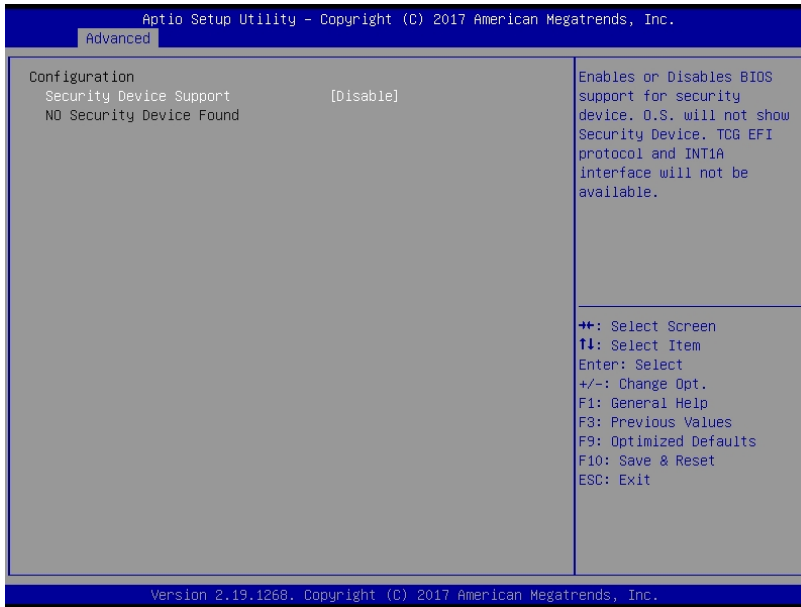 Aptio Setup Utility – Copyright (C) 2017 American Megatrends, Inc.
Advanced
Configuration
Security Device Support [Disable]
NO Security Device Found
Enables or Disables BIOS
support for security
device. O.S. will not show
Security Device. TCG EFI
protocol and INT1A
interface will not be
available.
→←: Select Screen
↑↓: Select Item
Enter: Select
+/-: Change Opt.
F1: General Help
F3: Previous Values
F9: Optimized Defaults
F10: Save & Reset
ESC: Exit
Version 2.19.1268. Copyright (C) 2017 American Megatrends, Inc.